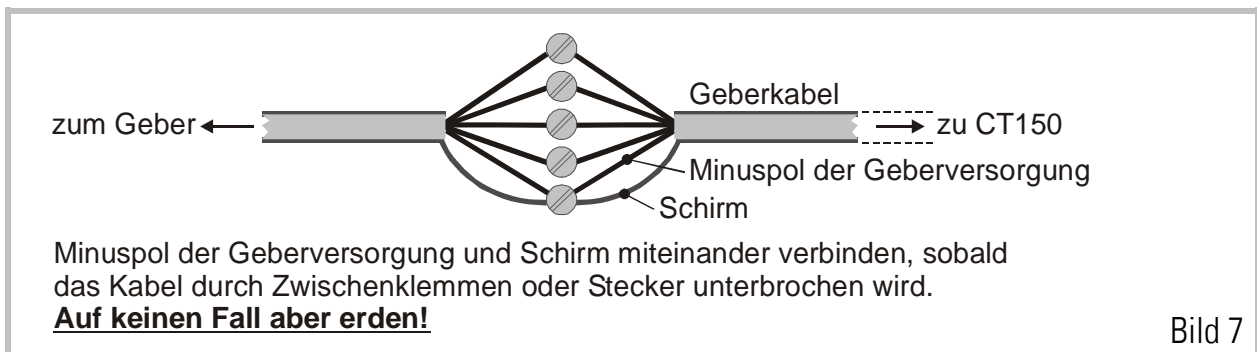 Geberkabel
zum Geber
zu CT150
Minuspol der Geberversorgung
Schirm
Minuspol der Geberversorgung und Schirm miteinander verbinden, sobald
das Kabel durch Zwischenklemmen oder Stecker unterbrochen wird.
Auf keinen Fall aber erden!
Bild 7